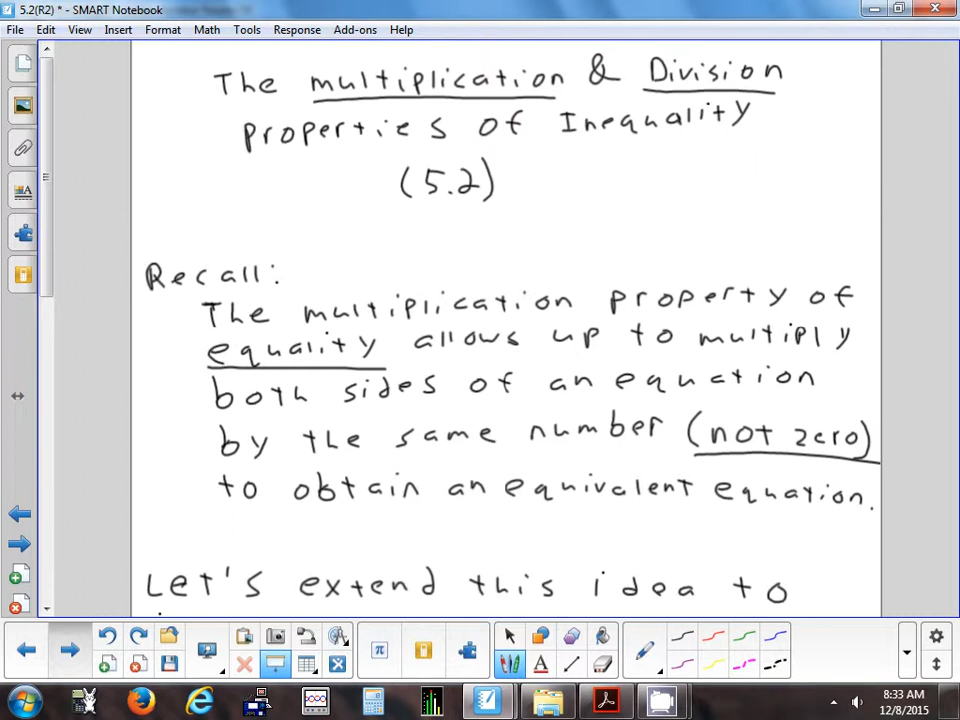 5.2(R2) * - SMART Notebook
File Edit View Insert Format Math Tools Response Add-ons Help
The multiplication & Division
properties of Inequality
(5.2)
Recall:
The multiplication property of
equality allows up to multiply
both sides of an equation
by the same number (not zero)
to obtain an equivalent equation.
Let's extend this idea to
8:33 AM
12/8/2015